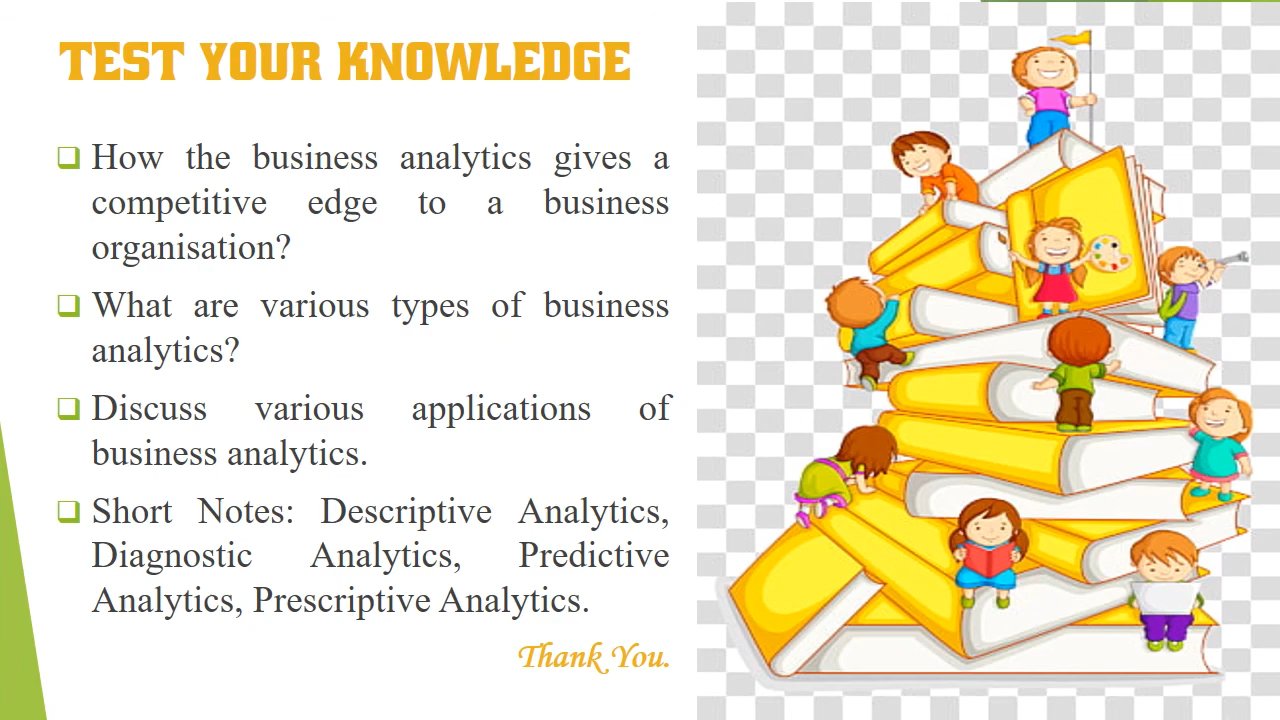 TEST YOUR KNOWLEDGE
How the business analytics gives a
competitive edge to a business
organisation?
What are various types of business
analytics?
Discuss various applications of
business analytics.
Short Notes: Descriptive Analytics,
Diagnostic Analytics, Predictive
Analytics, Prescriptive Analytics.
Thank You.